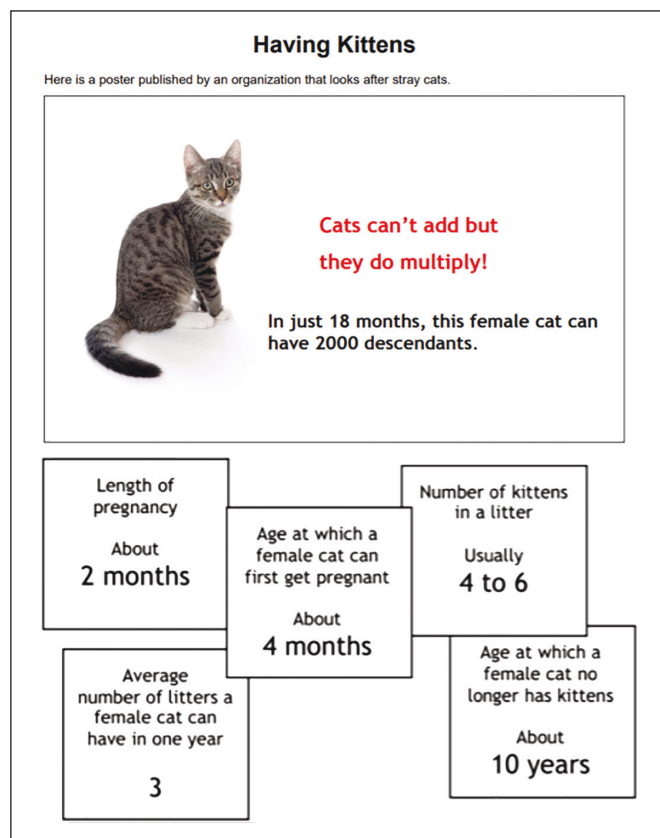 Having Kittens
Here is a poster published by an organization that looks after stray cats.
Cats can't add but
they do multiply!
In just 18 months, this female cat can
have 2000 descendants.
Length of
pregnancy
About
2 months
Age at which a
female cat can
first get pregnant
About
4 months
Number of kittens
in a litter
Usually
4 to 6
Average
number of litters a
female cat can
have in one year
3
Age at which a
female cat no
longer has kittens
About
10 years